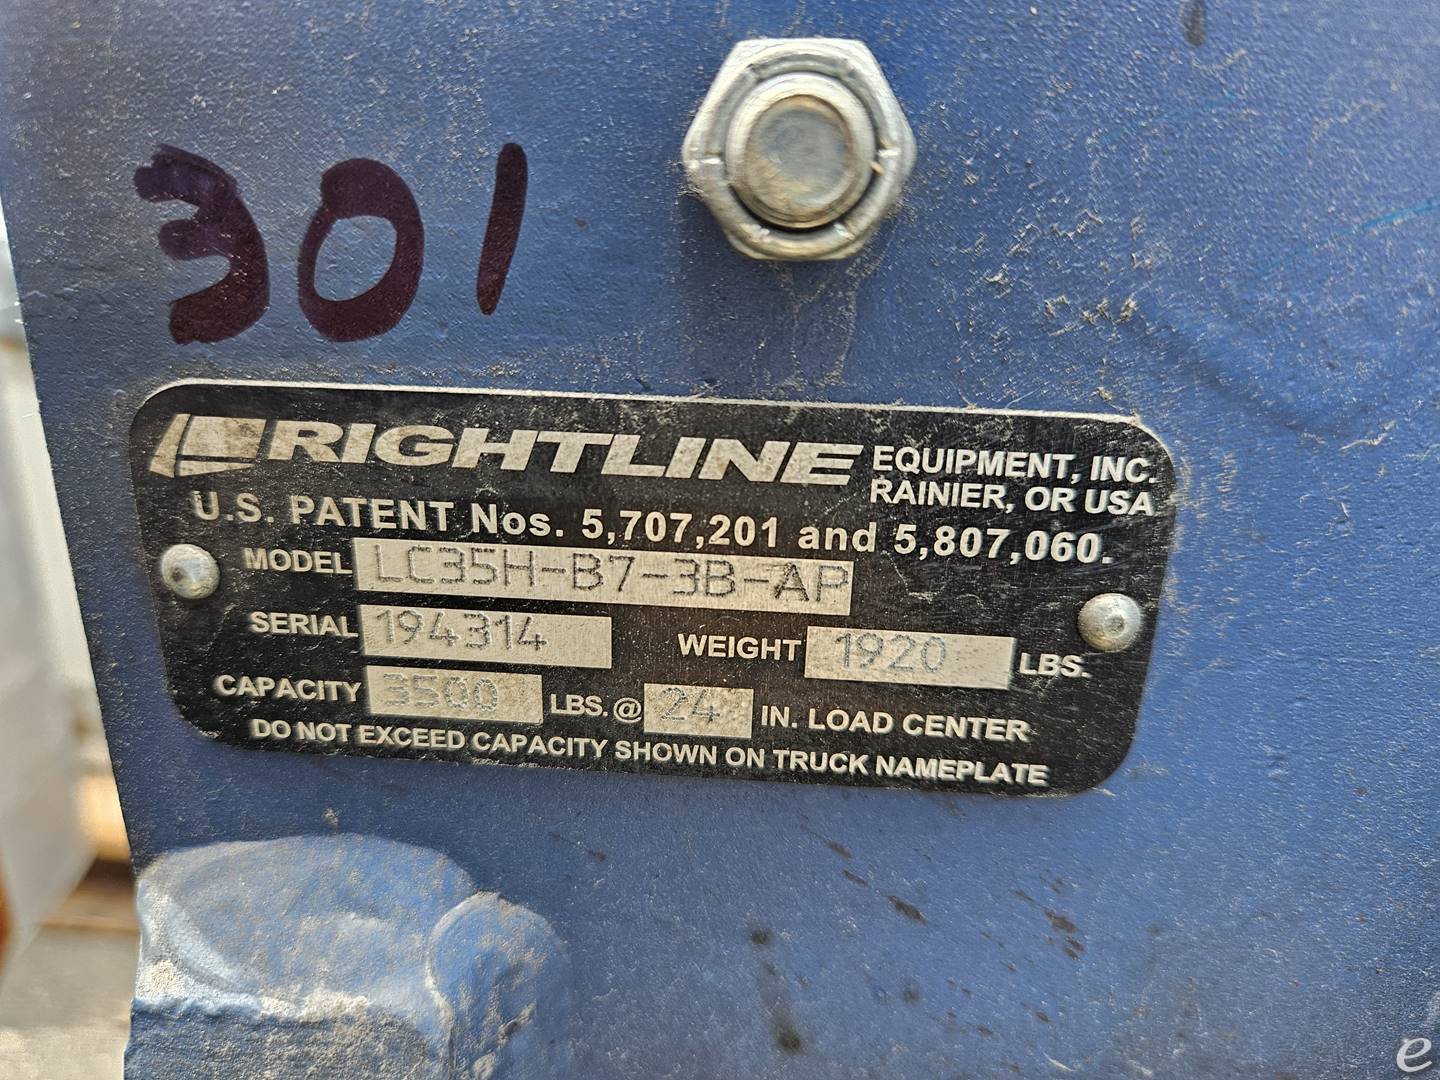 301
RIGHTLINE EQUIPMENT, INC.
RAINIER, OR USA
U.S. PATENT Nos. 5,707,201 and 5,807,060.
MODEL LC35H-B7-3B-AP
SERIAL 194314 WEIGHT 1920 LBS.
CAPACITY 3500 LBS. @ 24 IN. LOAD CENTER
DO NOT EXCEED CAPACITY SHOWN ON TRUCK NAMEPLATE
e